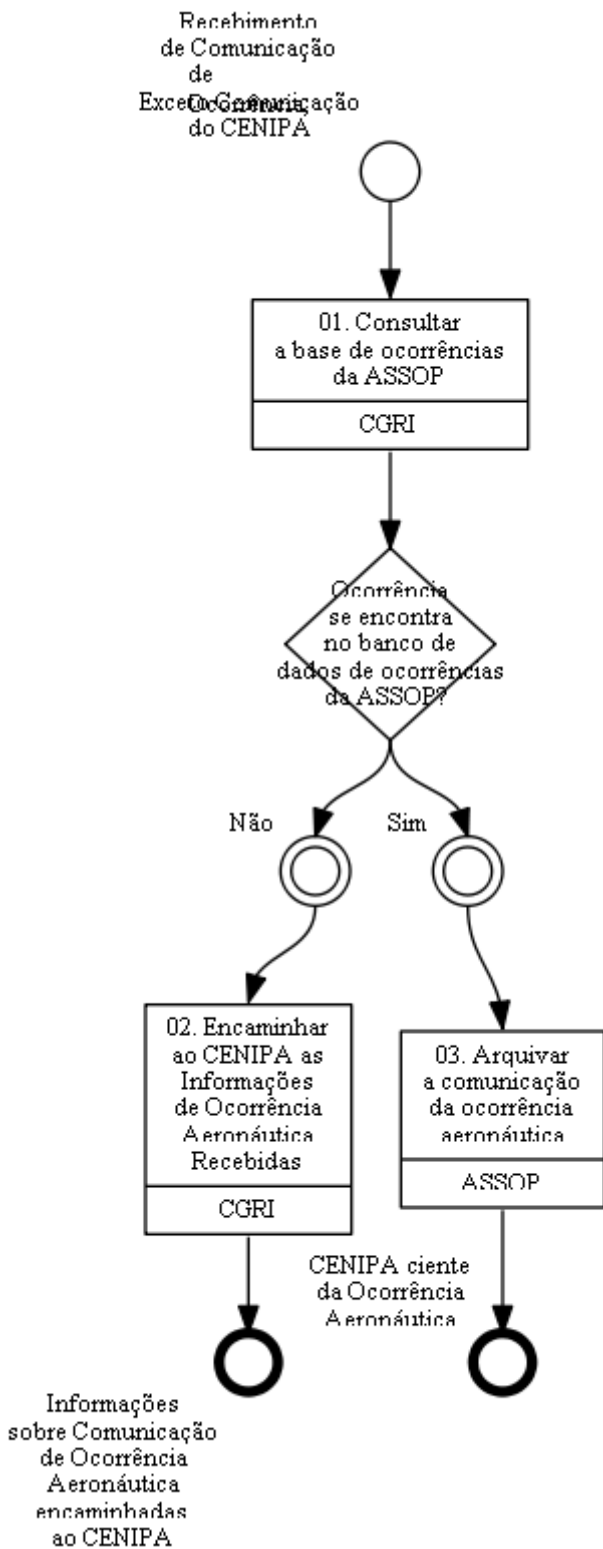 Recebimento
de Comunicação
de
Ocorrência,
Exceto Comunicação
do CENIPA
01. Consultar
a base de ocorrências
da ASSOP
CGRI
Ocorrência
se encontra
no banco de
dados de ocorrências
da ASSOP?
Não
Sim
02. Encaminhar
ao CENIPA as
Informações
de Ocorrência
Aeronáutica
Recebidas
CGRI
03. Arquivar
a comunicação
da ocorrência
aeronáutica
ASSOP
CENIPA ciente
da Ocorrência
Aeronáutica
Informações
sobre Comunicação
de Ocorrência
Aeronáutica
encaminhadas
ao CENIPA